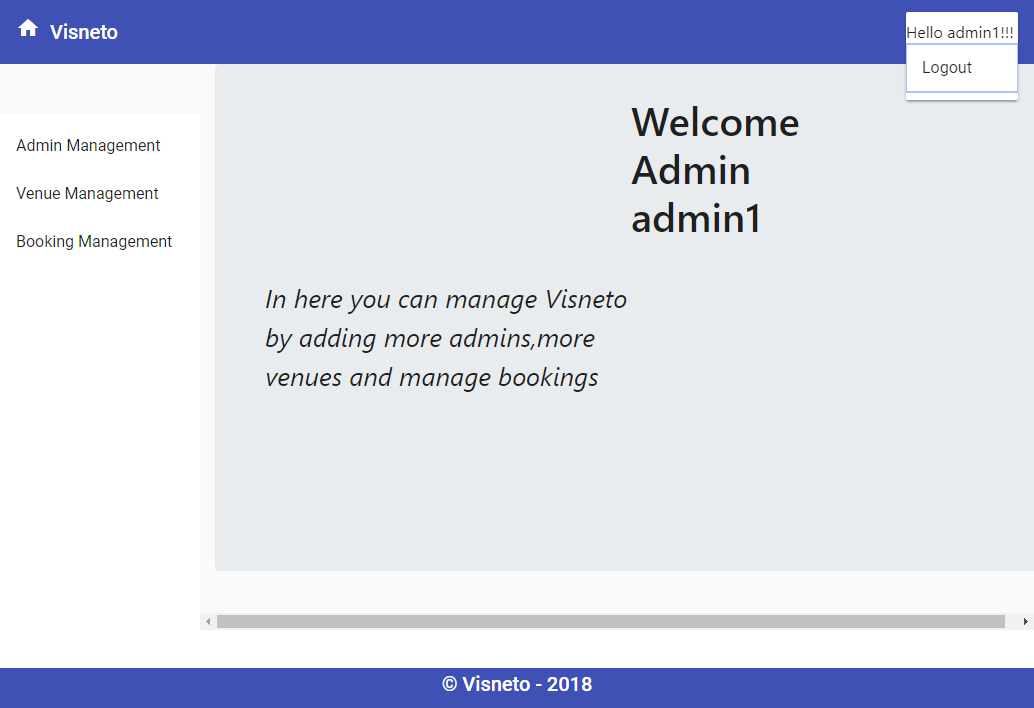 Visneto
Hello admin1!!!
Logout
Admin Management
Venue Management
Booking Management
Welcome
Admin
admin1
In here you can manage Visneto
by adding more admins,more
venues and manage bookings
© Visneto - 2018